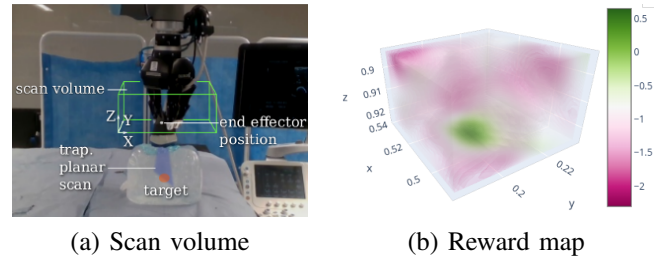 scan volume
Z
Y
X
end effector
position
trap.
planar
scan
target
(a) Scan volume
0.9
0.91
0.92
0.54
0.52
0.5
0.2
0.22
z
x
y
0.5
0
−0.5
−1
−1.5
−2
(b) Reward map